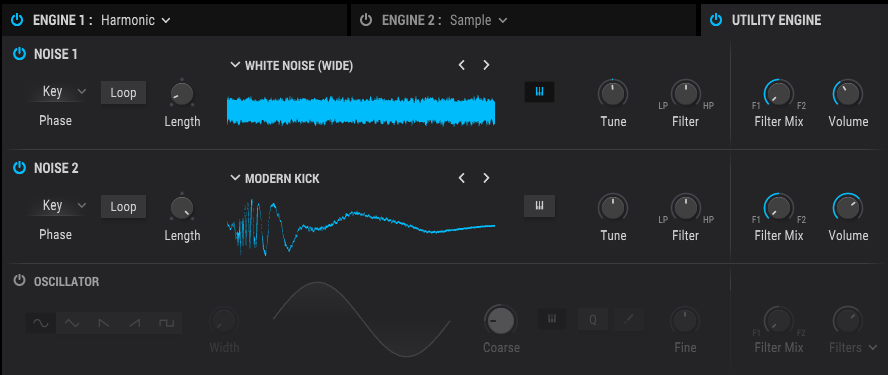 ENGINE 1 : Harmonic ENGINE 2 : Sample UTILITY ENGINE
NOISE 1
WHITE NOISE (WIDE)
Key Loop
LP HP F1 F2
Phase Length Tune Filter Filter Mix Volume
NOISE 2
MODERN KICK
Key Loop
LP HP F1 F2
Phase Length Tune Filter Filter Mix Volume
OSCILLATOR
Q
F1 F2
Width Coarse Fine Filter Mix Filters